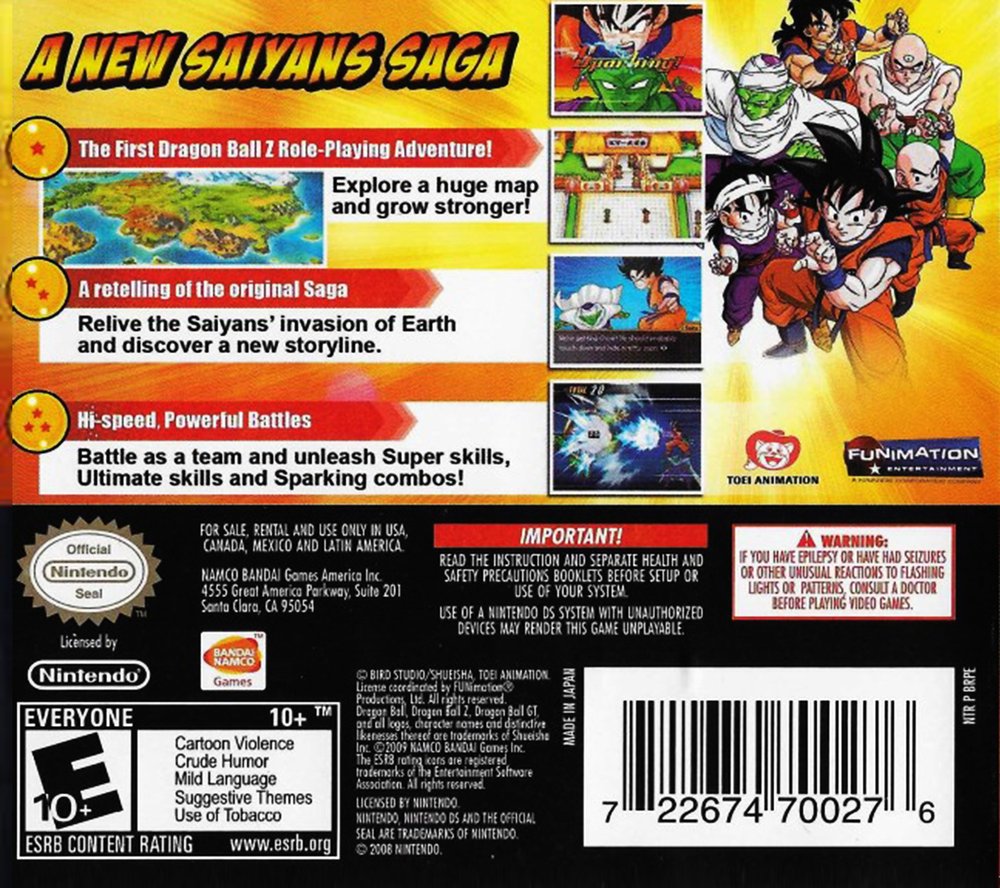 A NEW SAIYANS SAGA
The First Dragon Ball Z Role-Playing Adventure!
Explore a huge map
and grow stronger!
A retelling of the original Saga
Relive the Saiyans' invasion of Earth
and discover a new storyline.
Hi-speed, Powerful Battles
Battle as a team and unleash Super skills,
Ultimate skills and Sparking combos!
Sparking!
TOTAL 20
TOEI ANIMATION
FUNIMATION
ENTERTAINMENT
Official
Nintendo
Seal
TM
Licensed by
Nintendo®
FOR SALE, RENTAL AND USE ONLY IN USA,
CANADA, MEXICO AND LATIN AMERICA.
NAMCO BANDAI Games America Inc.
4555 Great America Parkway, Suite 201
Santa Clara, CA 95054
BANDAI
NAMCO
TM
Games
IMPORTANT!
READ THE INSTRUCTION AND SEPARATE HEALTH AND
SAFETY PRECAUTIONS BOOKLETS BEFORE SETUP OR
USE OF YOUR SYSTEM.
USE OF A NINTENDO DS SYSTEM WITH UNAUTHORIZED
DEVICES MAY RENDER THIS GAME UNPLAYABLE.
WARNING:
IF YOU HAVE EPILEPSY OR HAVE HAD SEIZURES
OR OTHER UNUSUAL REACTIONS TO FLASHING
LIGHTS OR PATTERNS, CONSULT A DOCTOR
BEFORE PLAYING VIDEO GAMES.
EVERYONE 10+ ™
E
10+
Cartoon Violence
Crude Humor
Mild Language
Suggestive Themes
Use of Tobacco
ESRB CONTENT RATING www.esrb.org
© BIRD STUDIO/SHUEISHA, TOEI ANIMATION.
License coordinated by FUNimation®
Productions, Ltd. All rights reserved.
Dragon Ball, Dragon Ball Z, Dragon Ball GT,
and all logos, character names and distinctive
likenesses thereof are trademarks of Shueisha
Inc. ©2009 NAMCO BANDAI Games Inc.
The ESRB rating icons are registered
trademarks of the Entertainment Software
Association. All rights reserved.
LICENSED BY NINTENDO.
NINTENDO, NINTENDO DS AND THE OFFICIAL
SEAL ARE TRADEMARKS OF NINTENDO.
© 2008 NINTENDO.
MADE IN JAPAN
7 22674 70027 6
NTR P BRPE